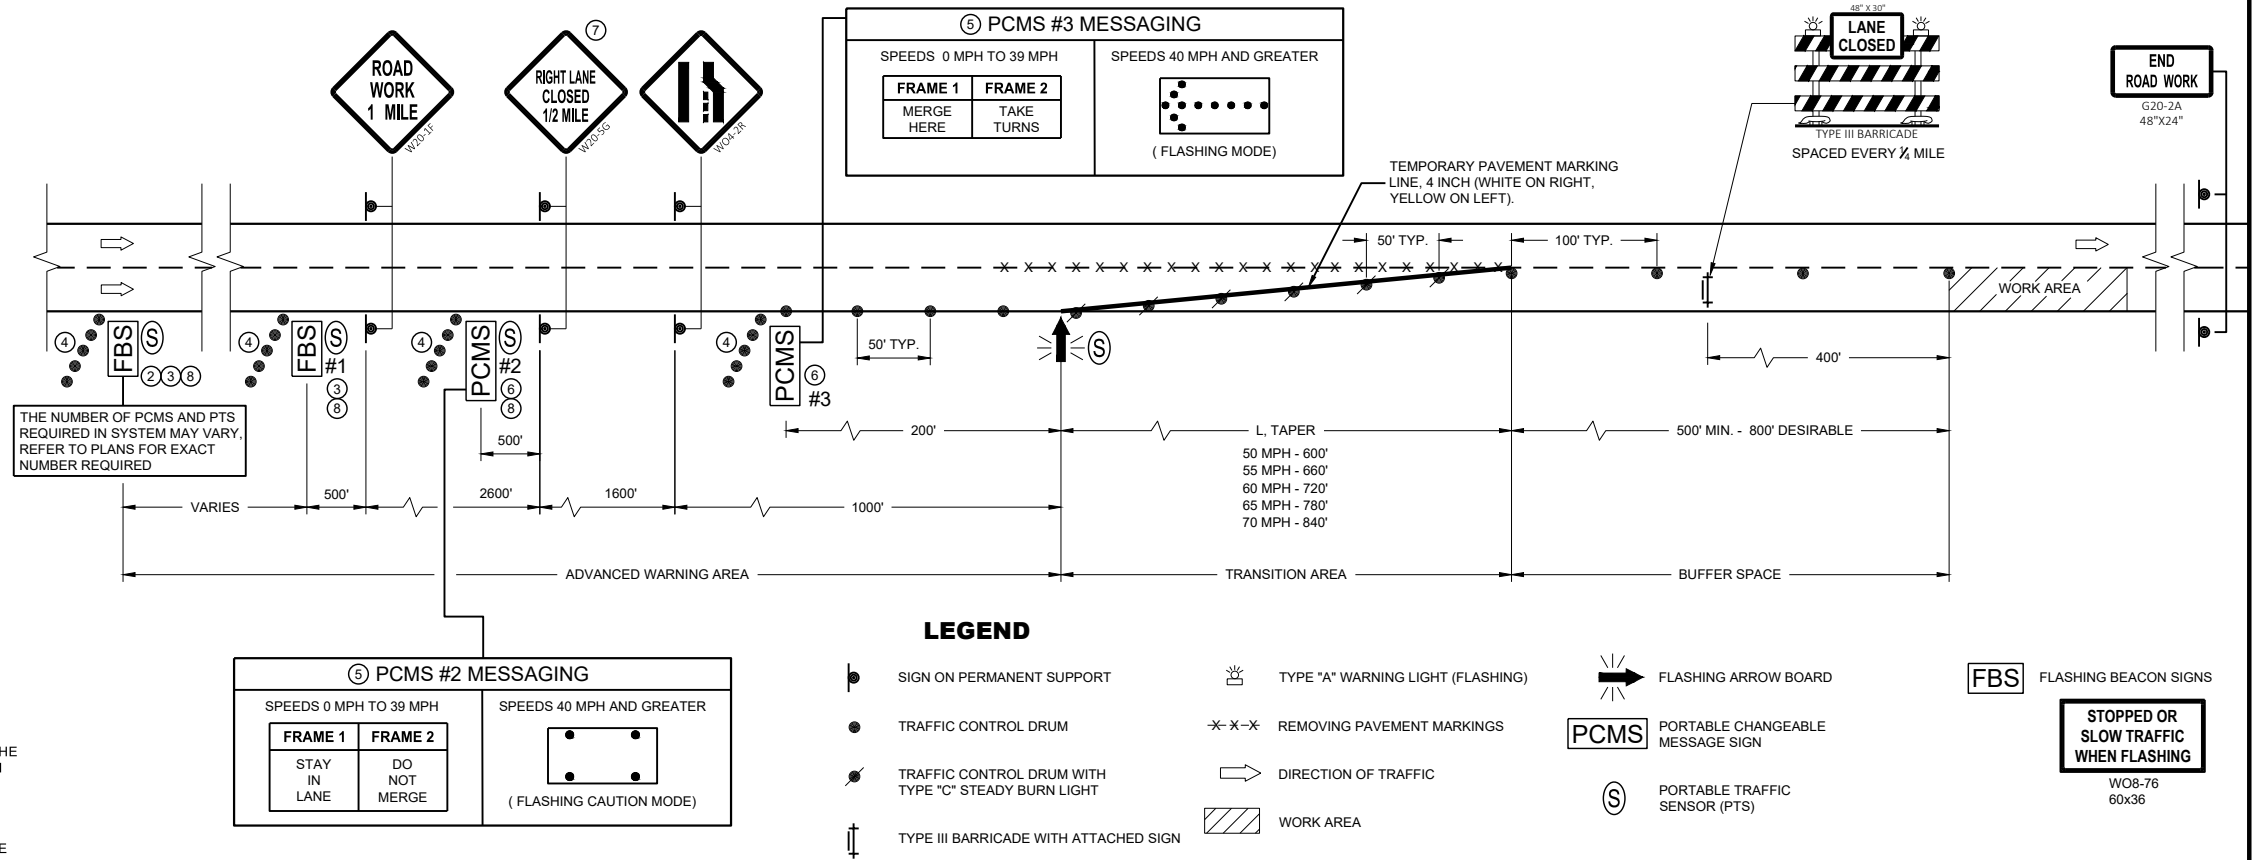 ROAD
WORK
1 MILE
W20-1F
RIGHT LANE
CLOSED
1/2 MILE
W20-5G
7
WO4-2R
5 PCMS #3 MESSAGING
SPEEDS 0 MPH TO 39 MPH
FRAME 1 FRAME 2
MERGE HERE
TAKE TURNS
SPEEDS 40 MPH AND GREATER
( FLASHING MODE)
48" X 30"
LANE
CLOSED
TYPE III BARRICADE
SPACED EVERY ¼ MILE
END
ROAD WORK
G20-2A
48"X24"
TEMPORARY PAVEMENT MARKING
LINE, 4 INCH (WHITE ON RIGHT,
YELLOW ON LEFT).
50' TYP.
100' TYP.
WORK AREA
4
FBS
S
2 3 8
4
FBS
S
#1
3
8
4
PCMS
S
#2
6
8
4
PCMS
6
#3
50' TYP.
S
400'
THE NUMBER OF PCMS AND PTS
REQUIRED IN SYSTEM MAY VARY,
REFER TO PLANS FOR EXACT
NUMBER REQUIRED
500'
200'
L, TAPER
50 MPH - 600'
55 MPH - 660'
60 MPH - 720'
65 MPH - 780'
70 MPH - 840'
500' MIN. - 800' DESIRABLE
VARIES
500'
2600'
1600'
1000'
ADVANCED WARNING AREA
TRANSITION AREA
BUFFER SPACE
5 PCMS #2 MESSAGING
SPEEDS 0 MPH TO 39 MPH
FRAME 1 FRAME 2
STAY IN LANE
DO NOT MERGE
SPEEDS 40 MPH AND GREATER
( FLASHING CAUTION MODE)
LEGEND
SIGN ON PERMANENT SUPPORT
TRAFFIC CONTROL DRUM
TRAFFIC CONTROL DRUM WITH
TYPE "C" STEADY BURN LIGHT
TYPE III BARRICADE WITH ATTACHED SIGN
TYPE "A" WARNING LIGHT (FLASHING)
REMOVING PAVEMENT MARKINGS
DIRECTION OF TRAFFIC
WORK AREA
FLASHING ARROW BOARD
PCMS
PORTABLE CHANGEABLE
MESSAGE SIGN
S
PORTABLE TRAFFIC
SENSOR (PTS)
FBS
FLASHING BEACON SIGNS
STOPPED OR
SLOW TRAFFIC
WHEN FLASHING
WO8-76
60x36